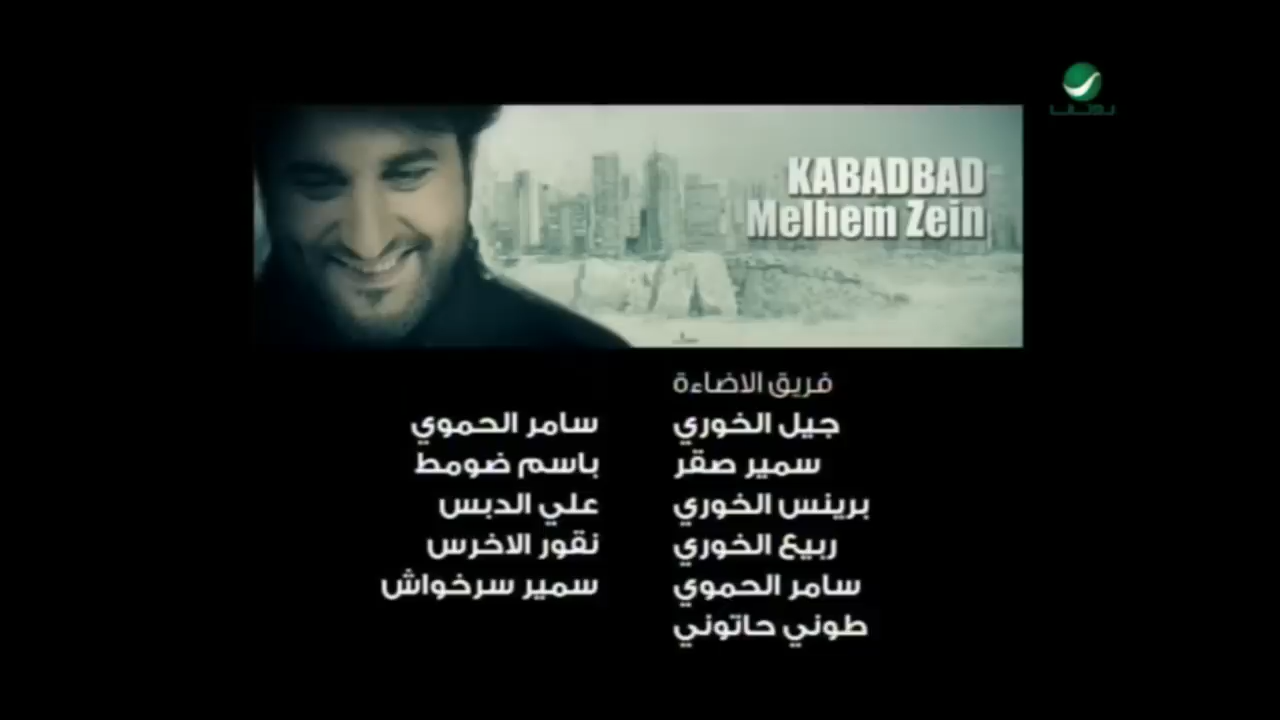 روتانا
KABADBAD
Melhem Zein
فريق الاضاءة
جيل الخوري
سمير صقر
برينس الخوري
ربيع الخوري
سامر الحموي
طوني حاتوني
سامر الحموي
باسم ضومط
علي الدبس
نقور الاخرس
سمير سرخواش